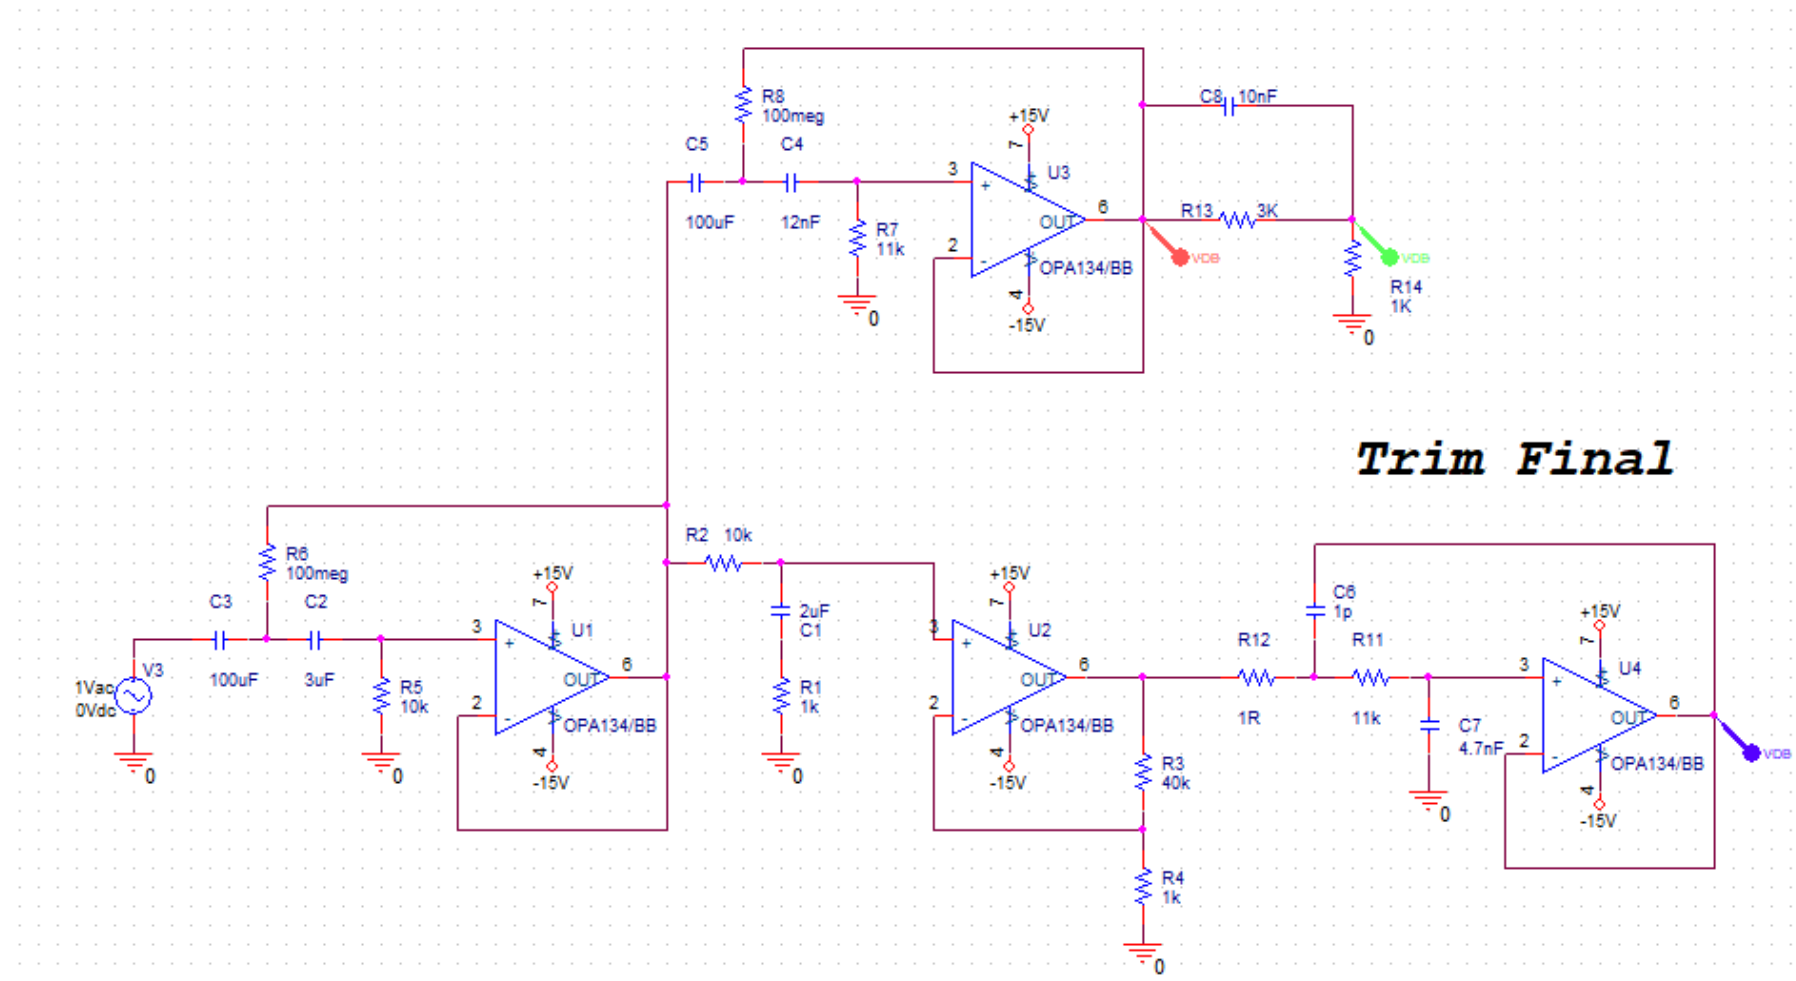 R8
100meg
C5
C4
100uF
12nF
R7
11k
0
3
2
+
-
+15V
7
U3
OUT
6
OPA134/BB
4
-15V
C8
10nF
R13
3K
VDB
VDB
R14
1K
0
Trim Final
R6
100meg
C3
C2
V3
1Vac
0Vdc
0
100uF
3uF
R5
10k
0
3
2
+
-
+15V
7
U1
OUT
6
OPA134/BB
4
-15V
R2
10k
2uF
C1
R1
1k
0
3
2
+
-
+15V
7
U2
OUT
6
OPA134/BB
4
-15V
R3
40k
R4
1k
0
R12
1R
C6
1p
R11
11k
C7
4.7nF
0
3
2
+
-
+15V
7
U4
OUT
6
OPA134/BB
4
-15V
VDB